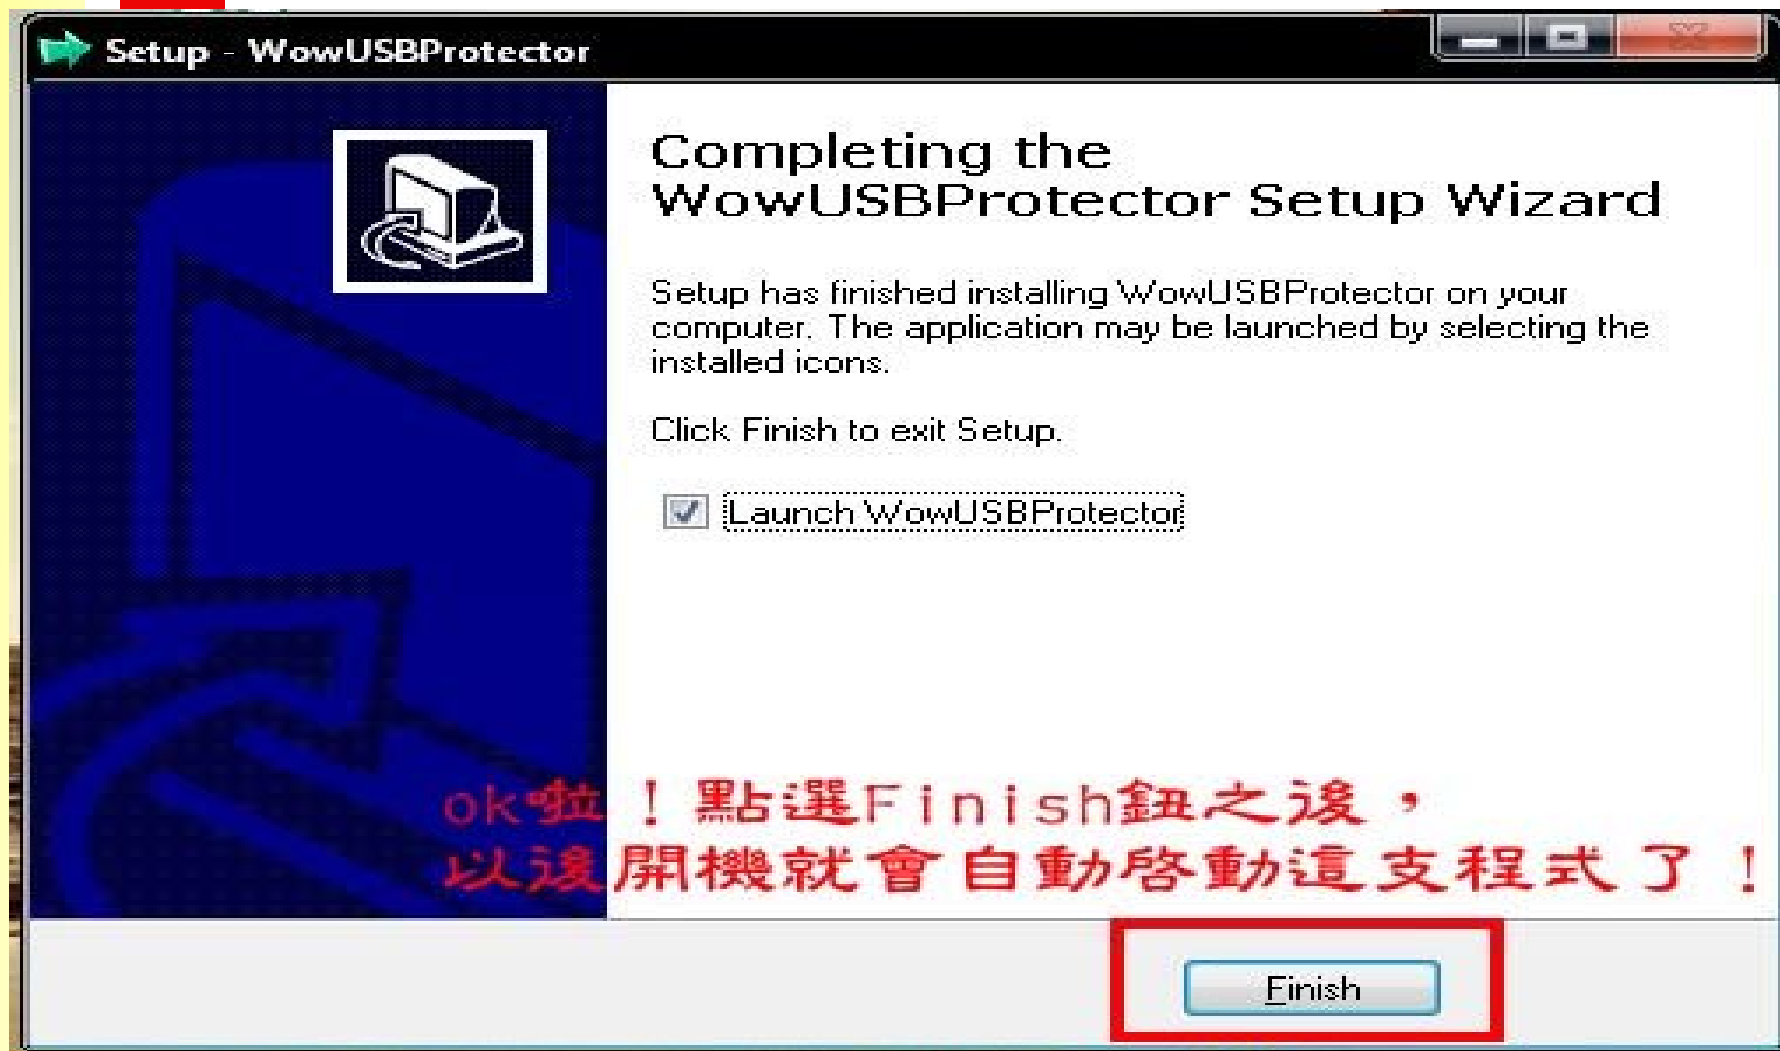 Setup - WowUSBProtector
Completing the
WowUSBProtector Setup Wizard
Setup has finished installing WowUSBProtector on your
computer. The application may be launched by selecting the
installed icons.
Click Finish to exit Setup.
Launch WowUSBProtector
ok啦！點選Finish鈕之後，
以後開機就會自動啓動這支程式了！
Finish